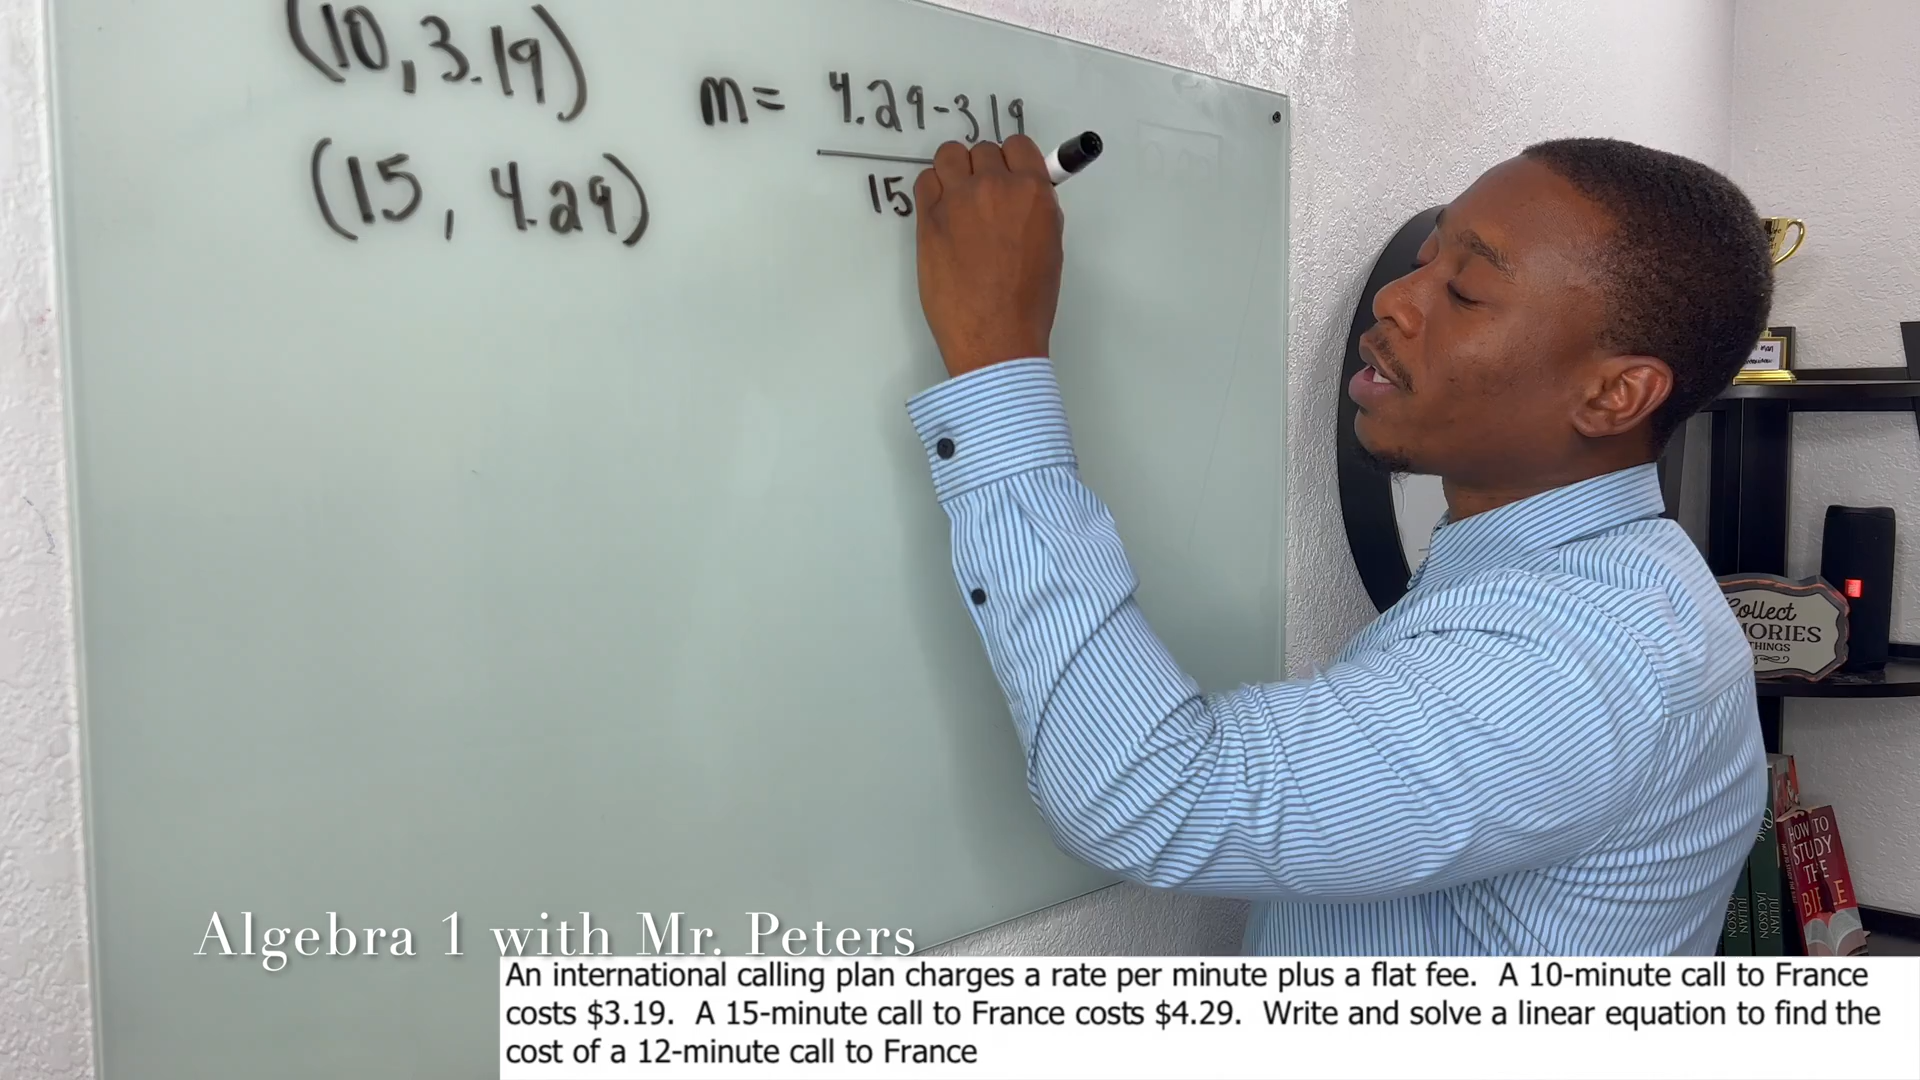 (10, 3.19)
m = 4.29 - 3.19
15
(15, 4.29)
Collect
THINGS
HOW TO
STUDY
THE
JULIAN
JACKSON
JULIAN
JACKSON
Algebra 1 with Mr. Peters
An international calling plan charges a rate per minute plus a flat fee. A 10-minute call to France
costs $3.19. A 15-minute call to France costs $4.29. Write and solve a linear equation to find the
cost of a 12-minute call to France